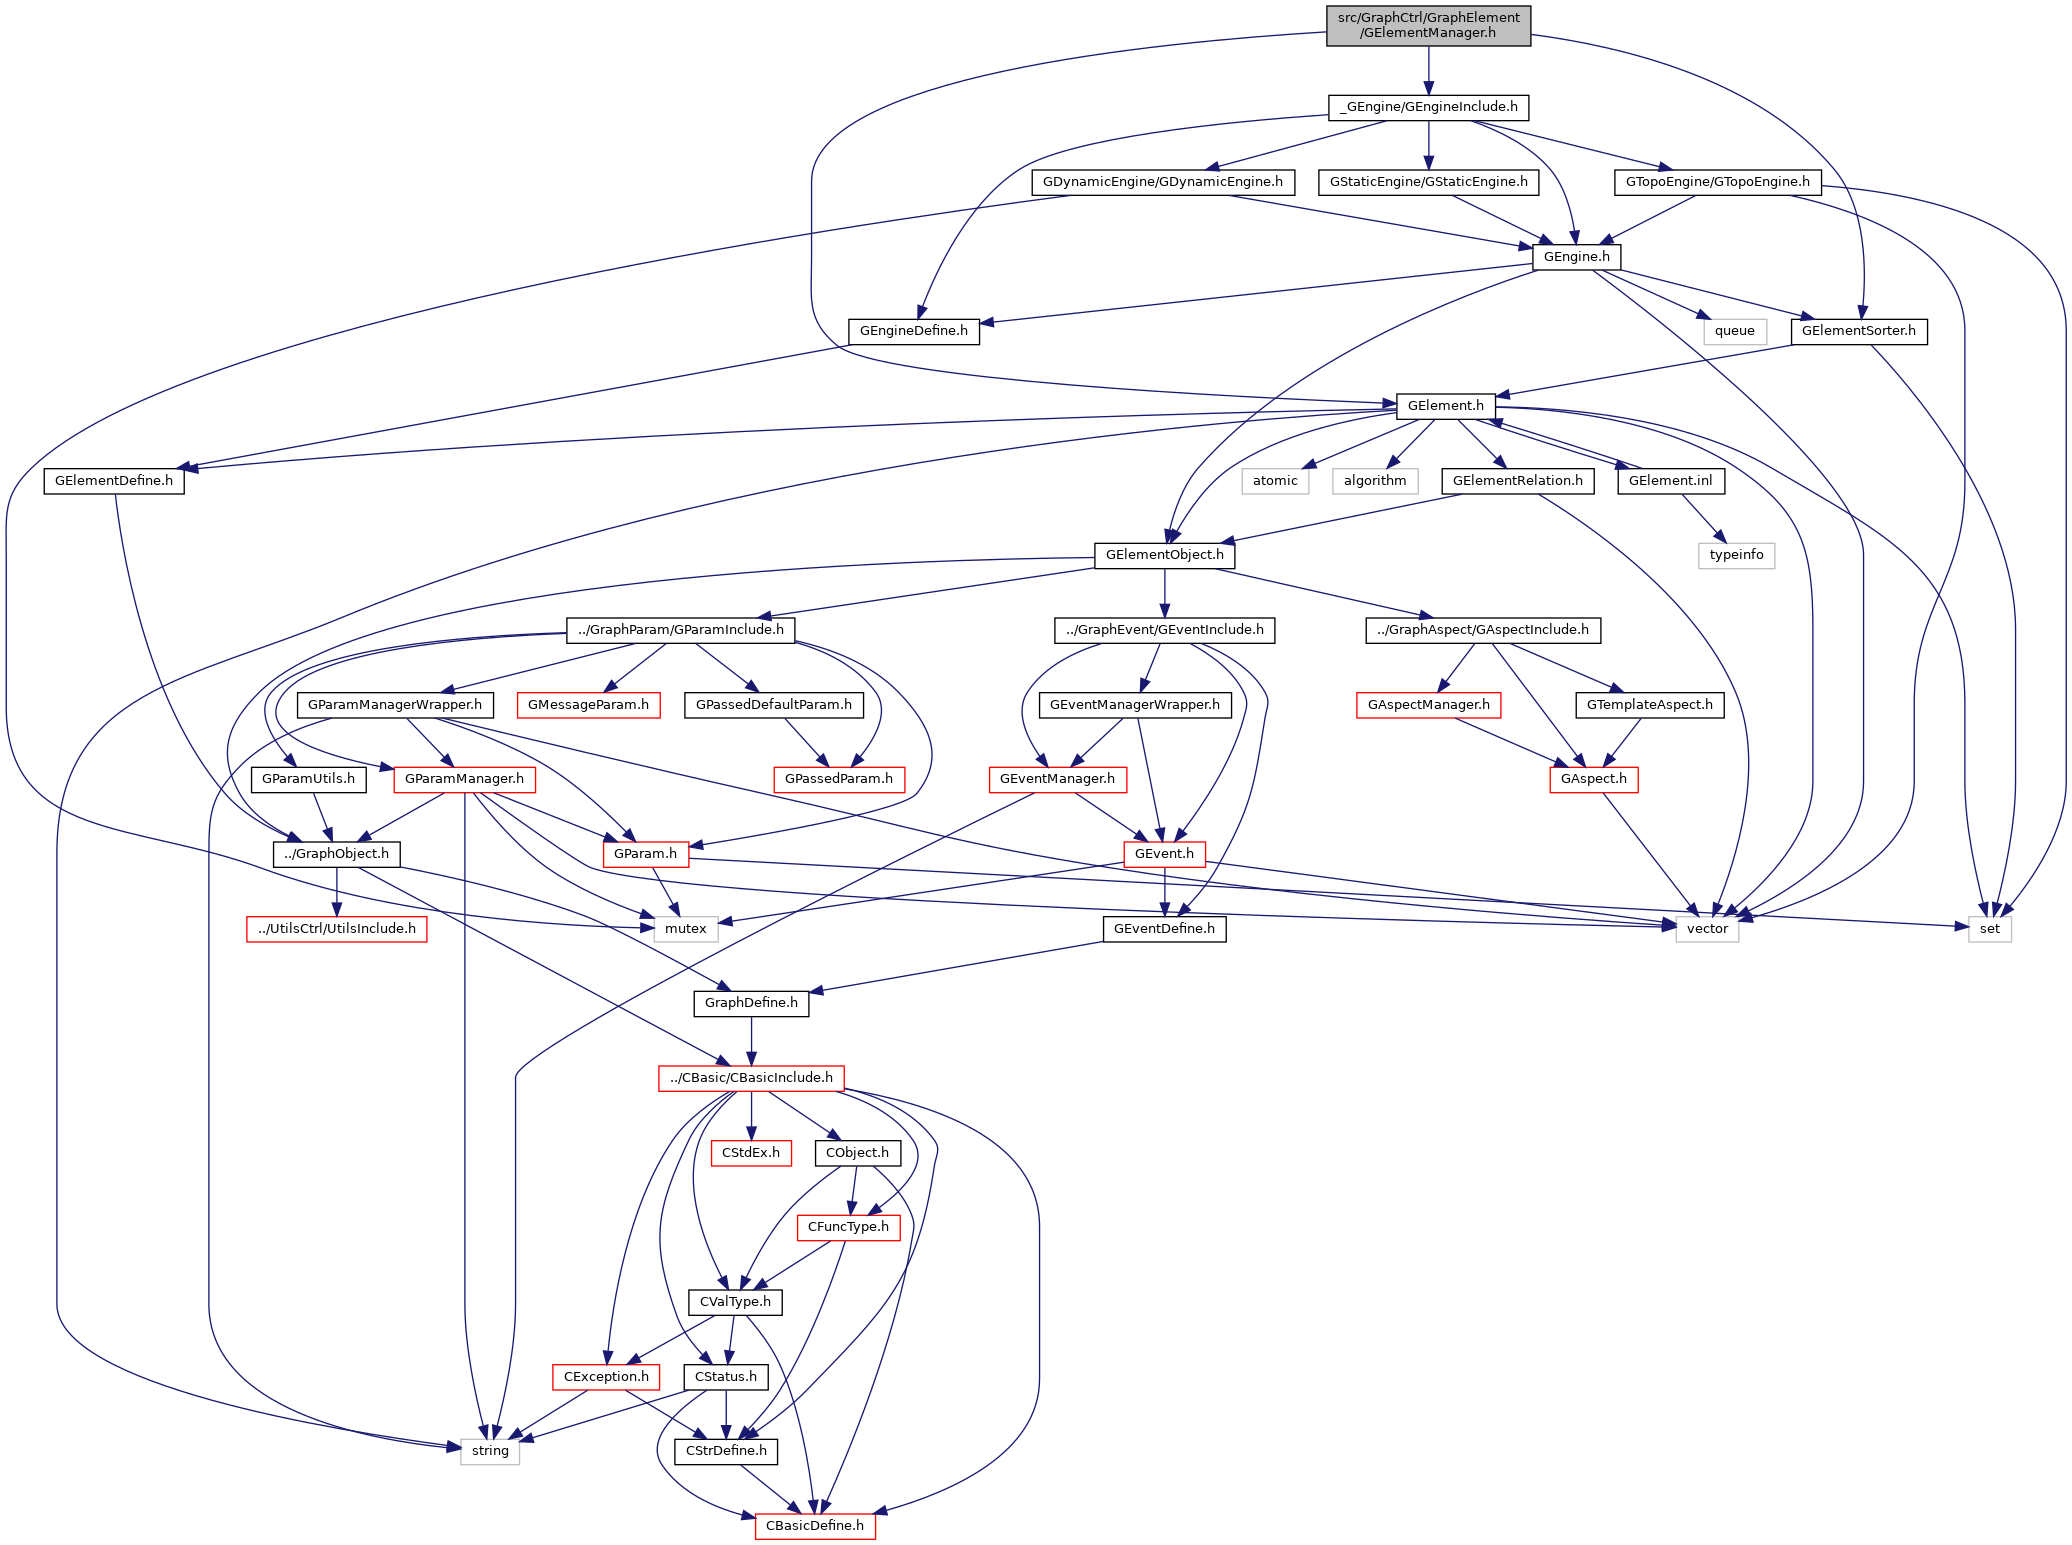 src/GraphCtrl/GraphElement
/GElementManager.h
_GEngine/GEngineInclude.h
GDynamicEngine/GDynamicEngine.h
GStaticEngine/GStaticEngine.h
GTopoEngine/GTopoEngine.h
GEngine.h
GEngineDefine.h
queue
GElementSorter.h
GElement.h
GElementDefine.h
atomic
algorithm
GElementRelation.h
GElement.inl
GElementObject.h
typeinfo
../GraphParam/GParamInclude.h
../GraphEvent/GEventInclude.h
../GraphAspect/GAspectInclude.h
GParamManagerWrapper.h
GMessageParam.h
GPassedDefaultParam.h
GEventManagerWrapper.h
GAspectManager.h
GTemplateAspect.h
GParamUtils.h
GParamManager.h
GPassedParam.h
GEventManager.h
GAspect.h
../GraphObject.h
GParam.h
GEvent.h
../UtilsCtrl/UtilsInclude.h
mutex
GEventDefine.h
vector
set
GraphDefine.h
../CBasic/CBasicInclude.h
CStdEx.h
CObject.h
CFuncType.h
CValType.h
CException.h
CStatus.h
string
CStrDefine.h
CBasicDefine.h